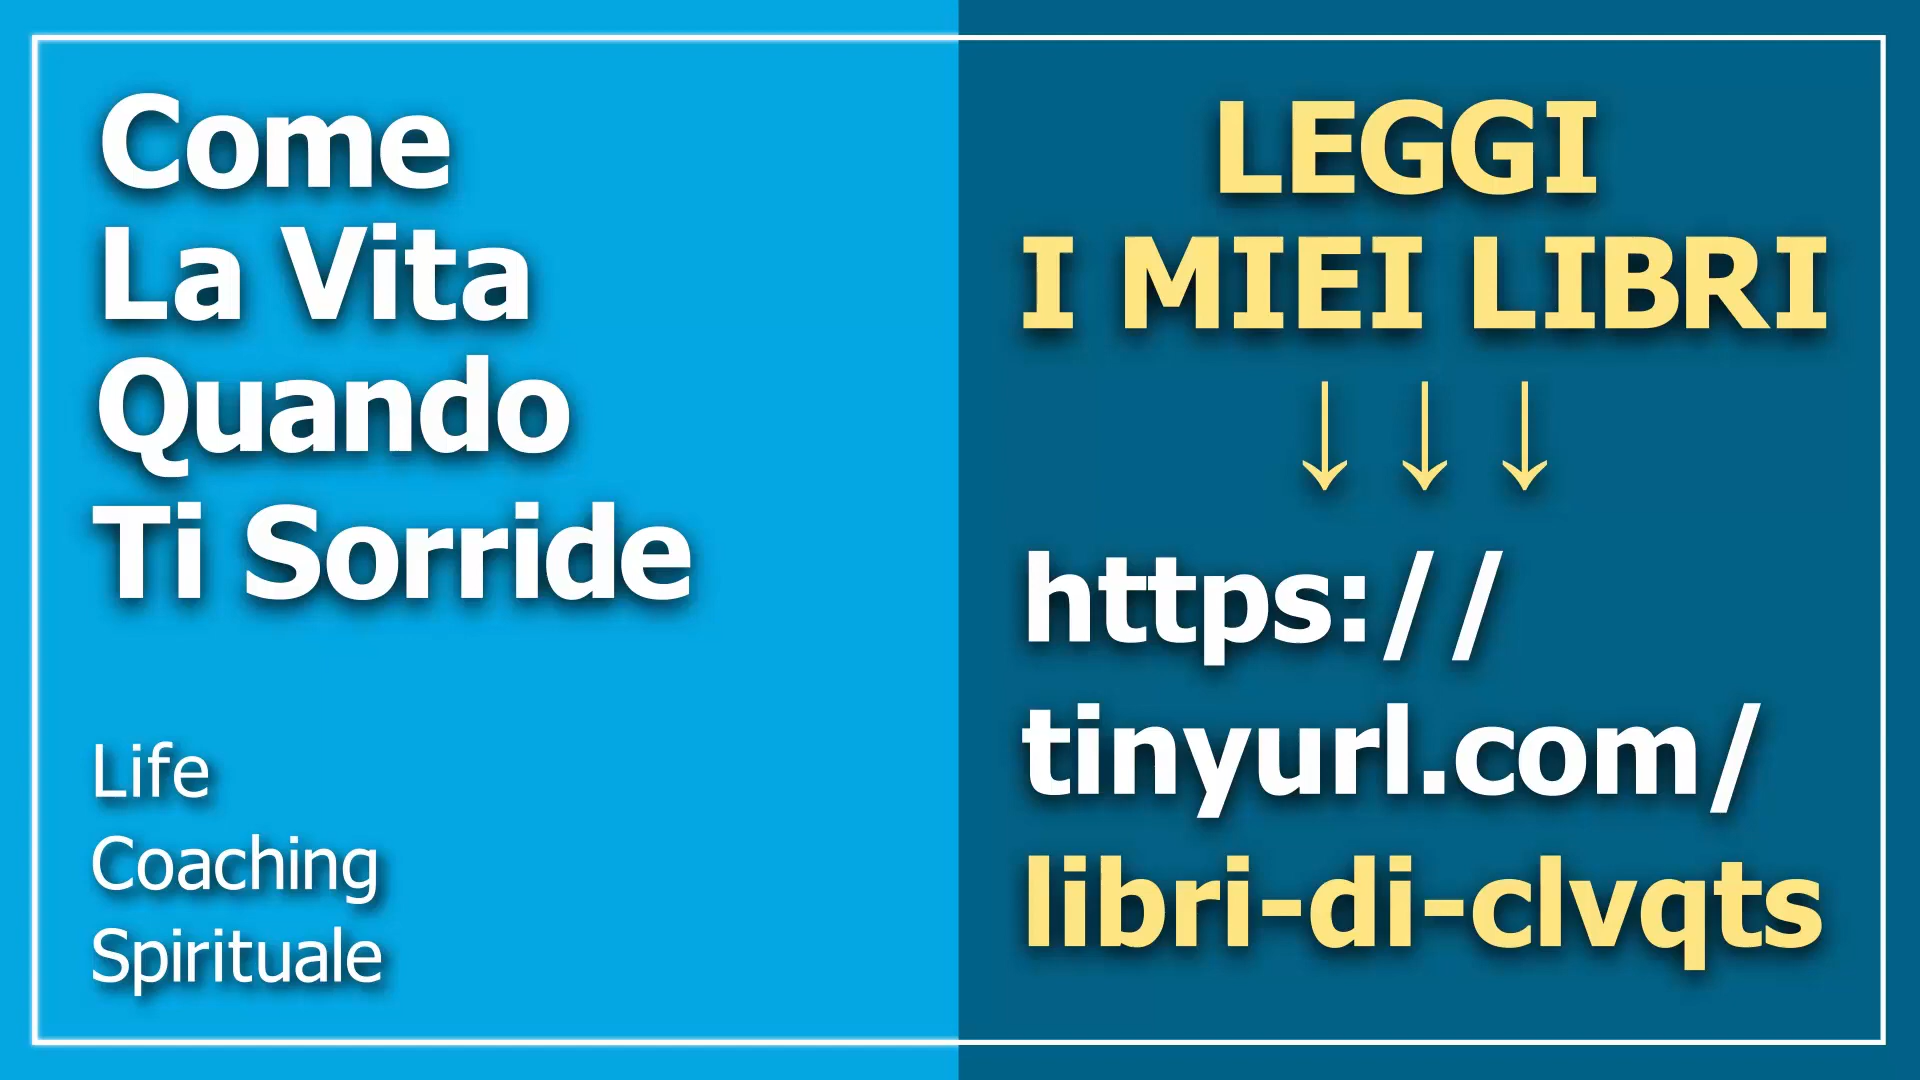 Come
La Vita
Quando
Ti Sorride
Life
Coaching
Spirituale
LEGGI
I MIEI LIBRI
↓ ↓ ↓
https://
tinyurl.com/
libri-di-clvqts